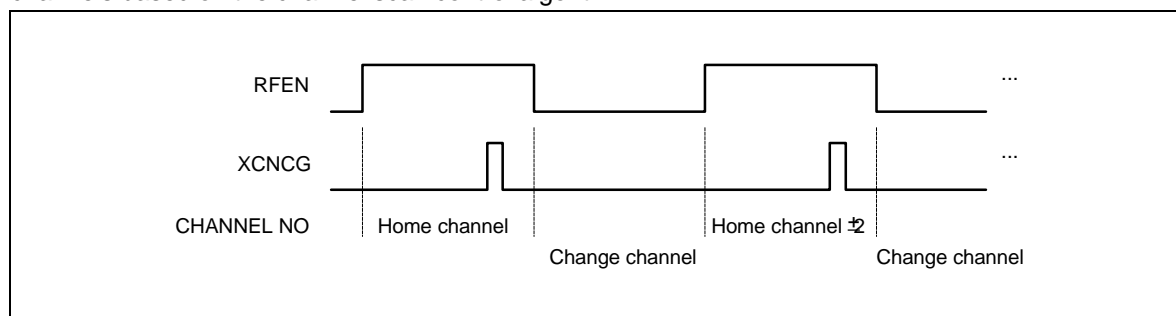 RFEN
...
XCNCG
...
CHANNEL NO
Home channel
Home channel ±2
Change channel
Change channel